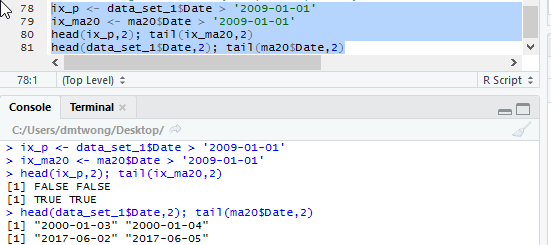 78 ix_p <- data_set_1$Date > '2009-01-01'
79 ix_ma20 <- ma20$Date > '2009-01-01'
80 head(ix_p,2); tail(ix_ma20,2)
81 head(data_set_1$Date,2); tail(ma20$Date,2)
78:1 (Top Level) R Script
Console Terminal
C:/Users/dmtwong/Desktop/
> ix_p <- data_set_1$Date > '2009-01-01'
> ix_ma20 <- ma20$Date > '2009-01-01'
> head(ix_p,2); tail(ix_ma20,2)
[1] FALSE FALSE
[1] TRUE TRUE
> head(data_set_1$Date,2); tail(ma20$Date,2)
[1] "2000-01-03" "2000-01-04"
[1] "2017-06-02" "2017-06-05"